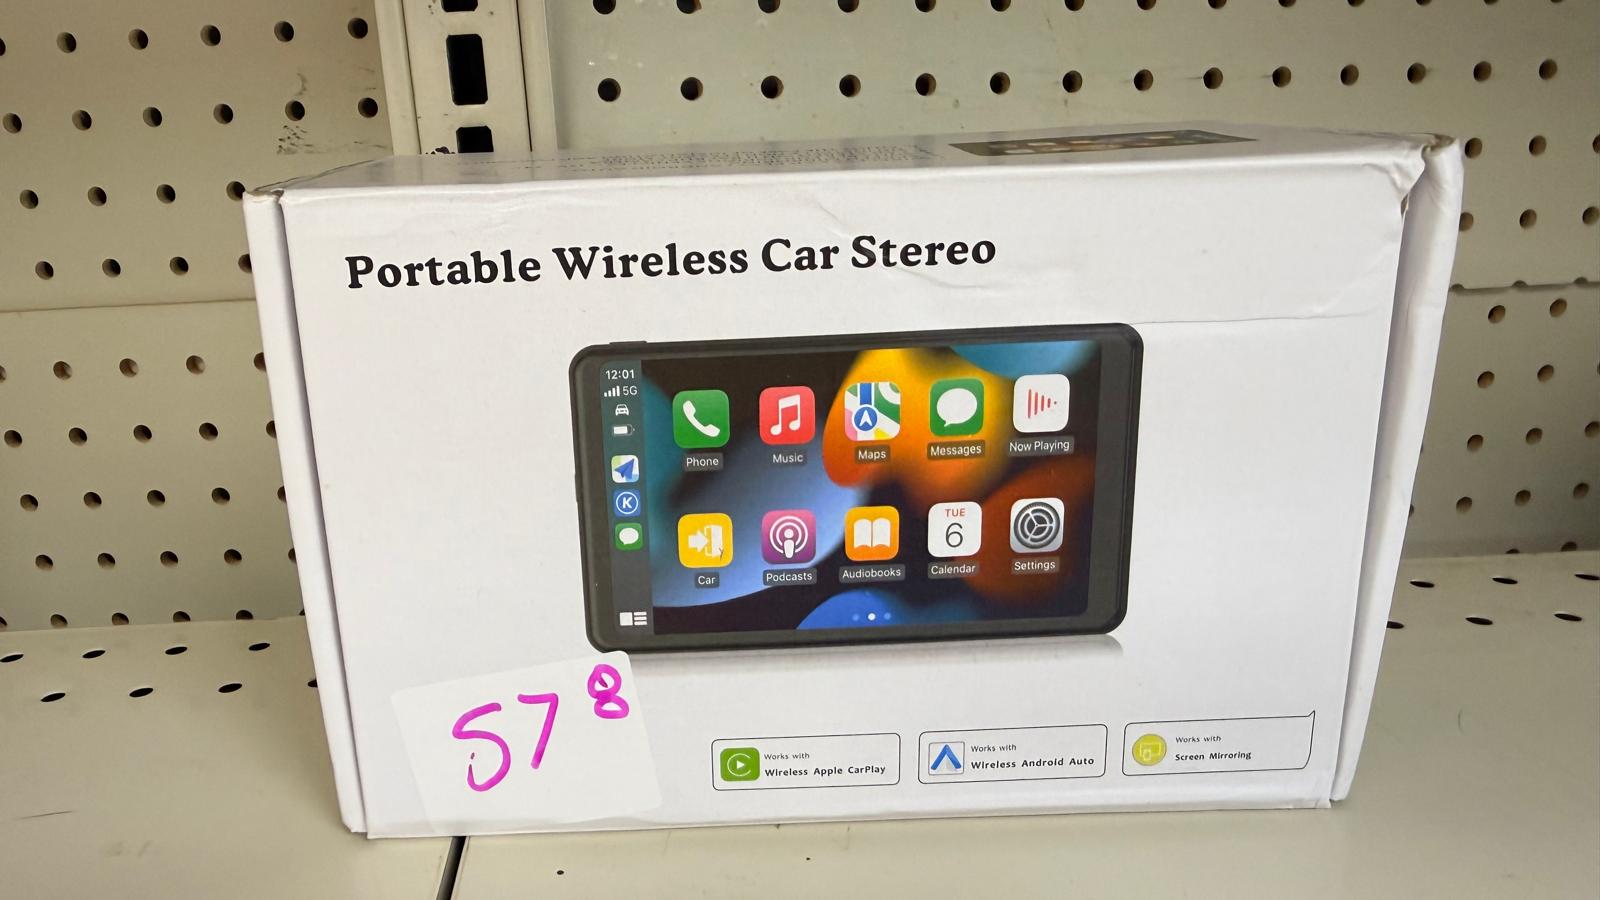 Portable Wireless Car Stereo
12:01
5G
Phone
Music
Maps
Messages
Now Playing
K
TUE
6
Car
Podcasts
Audiobooks
Calendar
Settings
57 8
Works with
Wireless Apple CarPlay
Works with
Wireless Android Auto
Works with
Screen Mirroring